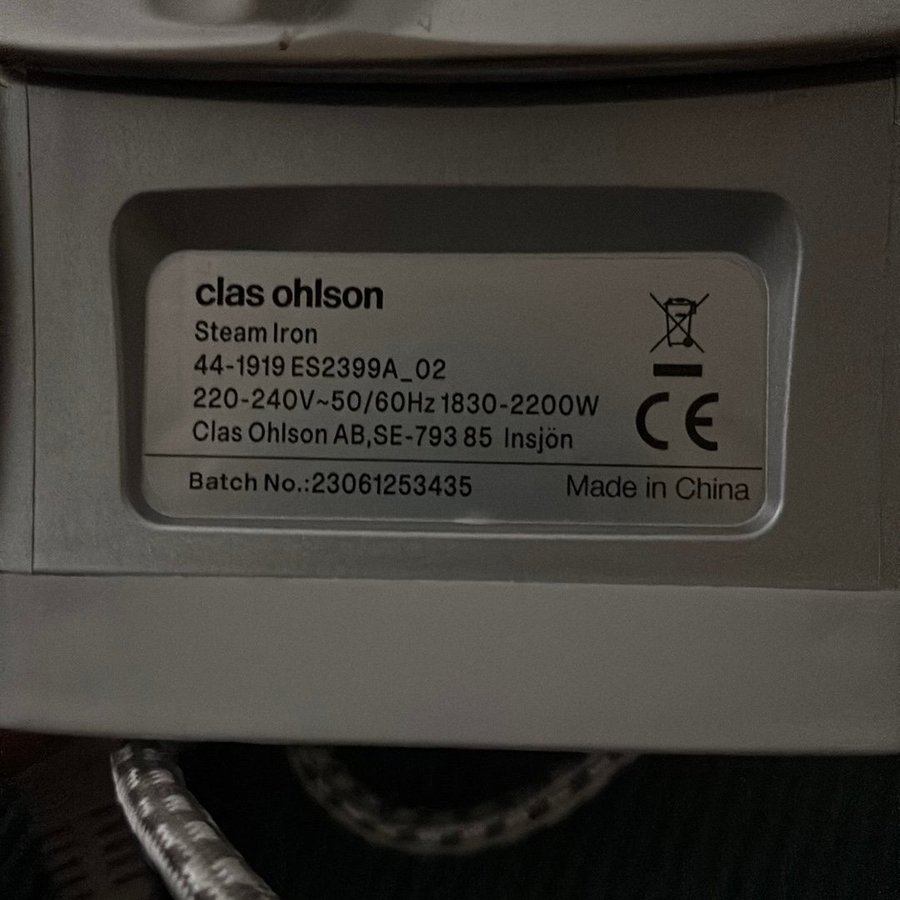 clas ohlson
Steam Iron
44-1919 ES2399A_02
220-240V~50/60Hz 1830-2200W
Clas Ohlson AB,SE-793 85 Insjön
CE
Batch No.:23061253435
Made in China